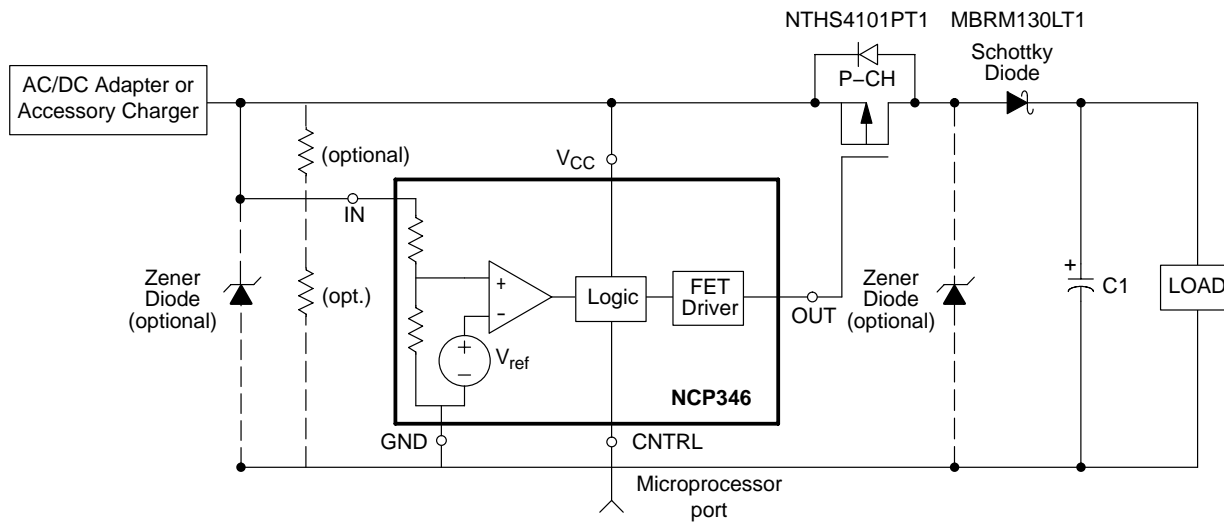 NTHS4101PT1 MBRM130LT1
AC/DC Adapter or
Accessory Charger
P–CH
Schottky
Diode
(optional)
VCC
IN
Zener
Diode
(optional)
(opt.)
+
–
+
–
Vref
Logic
FET
Driver
OUT
NCP346
Zener
Diode
(optional)
+
C1
LOAD
GND
CNTRL
Microprocessor
port